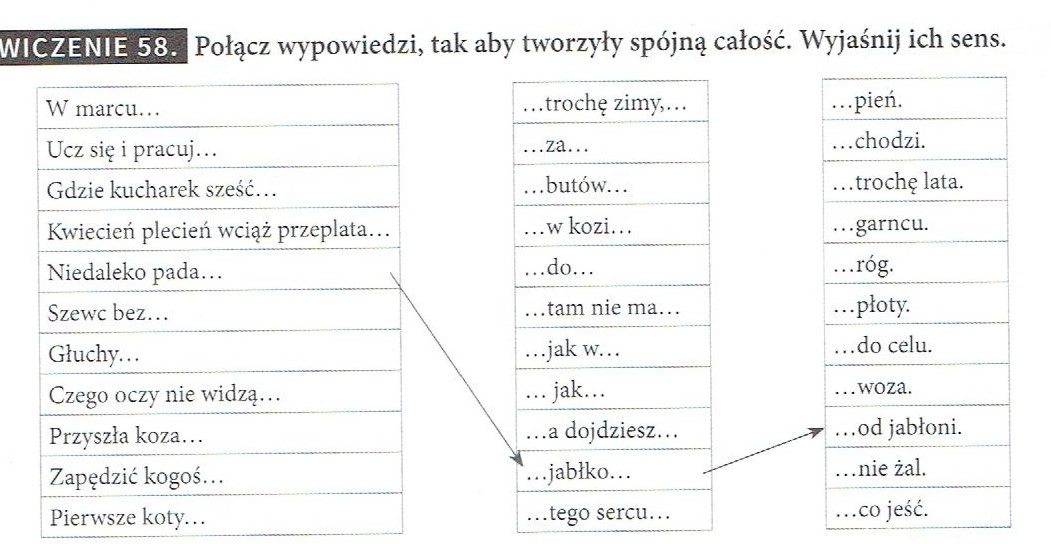 WICZENIE 58. Połącz wypowiedzi, tak aby tworzyły spójną całość. Wyjaśnij ich sens.
W marcu...
Ucz się i pracuj...
Gdzie kucharek sześć...
Kwiecień plecień wciąż przeplata...
Niedaleko pada...
Szewc bez...
Głuchy...
Czego oczy nie widzą...
Przyszła koza...
Zapędzić kogoś...
Pierwsze koty...
...trochę zimy,...
...za...
...butów...
...w kozi...
...do...
...tam nie ma...
...jak w...
... jak...
...a dojdziesz...
...jabłko...
...tego sercu...
...pień.
...chodzi.
...trochę lata.
...garncu.
...róg.
...płoty.
...do celu.
...woza.
...od jabłoni.
...nie żal.
...co jeść.